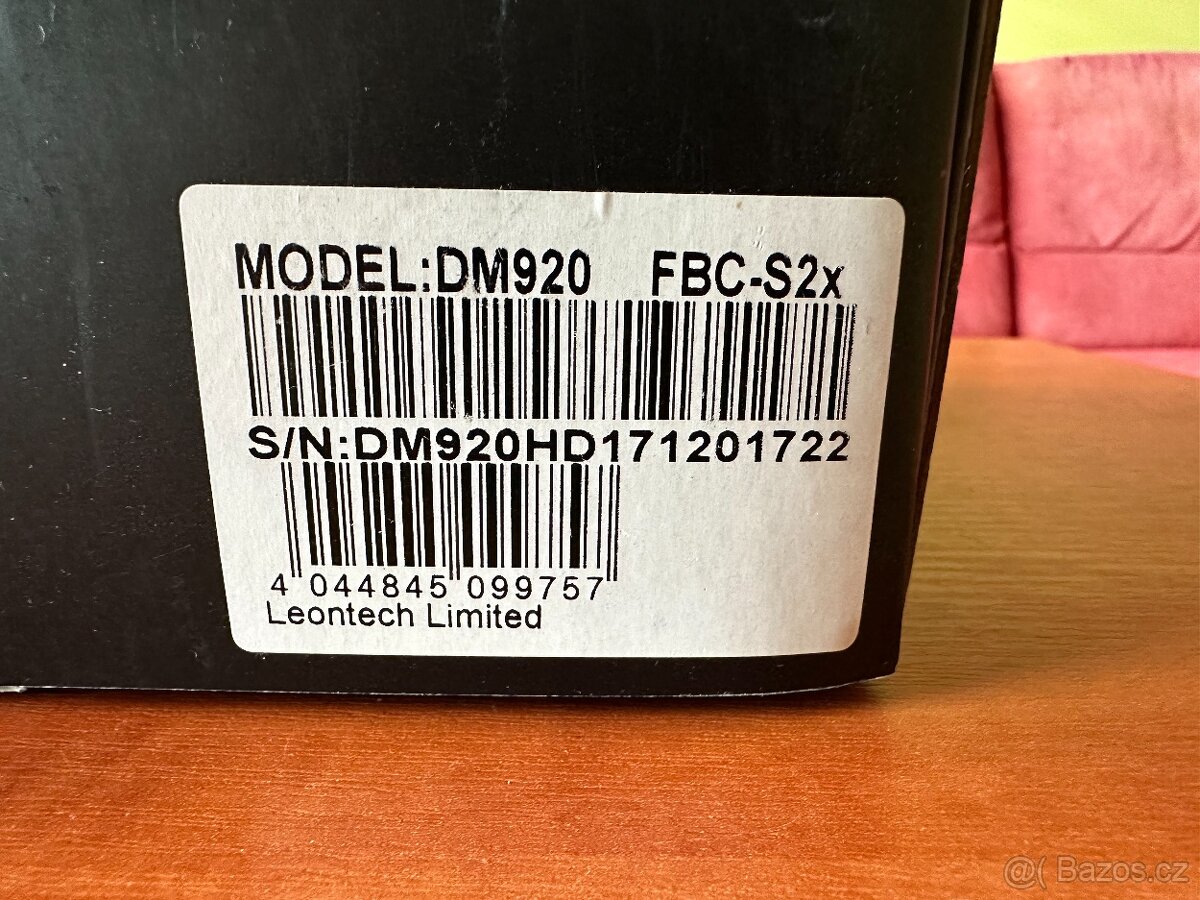 MODEL:DM920 FBC-S2x
S/N:DM920HD171201722
4 044845 099757
Leontech Limited
@( Bazos.cz